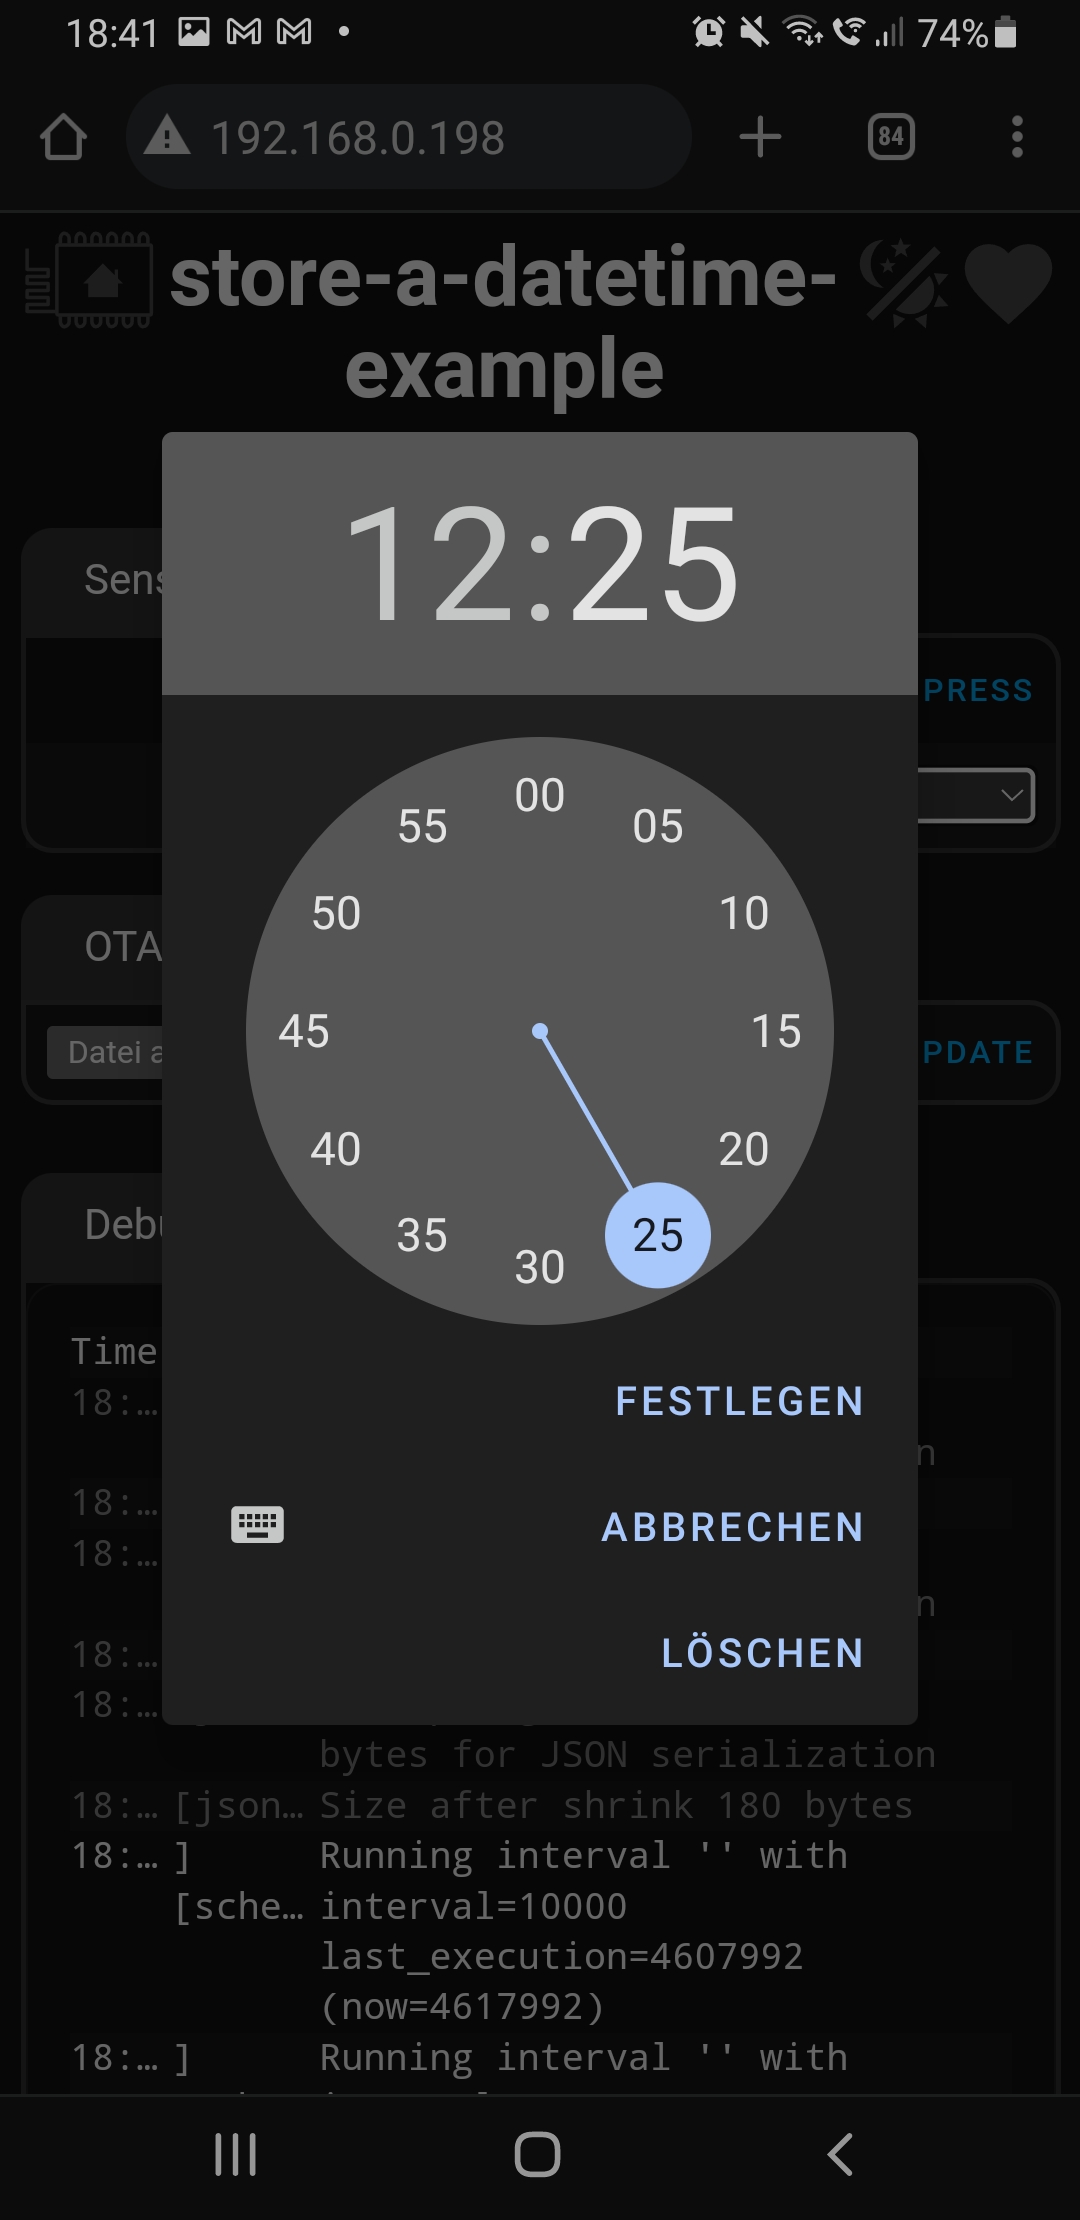 18:41
74%
192.168.0.198
84
store-a-datetime-
example
12:25
Sens
PRESS
00
55
05
50
10
OTA
45
15
Datei a
PDATE
40
20
35
25
30
Debu
Time
FESTLEGEN
18:…
n
18:…
ABBRECHEN
18:…
n
18:…
LÖSCHEN
18:…
bytes for JSON serialization
18:… [json… Size after shrink 180 bytes
18:… ] Running interval '' with
[sche… interval=10000
last_execution=4607992
(now=4617992)
18:… ] Running interval '' with